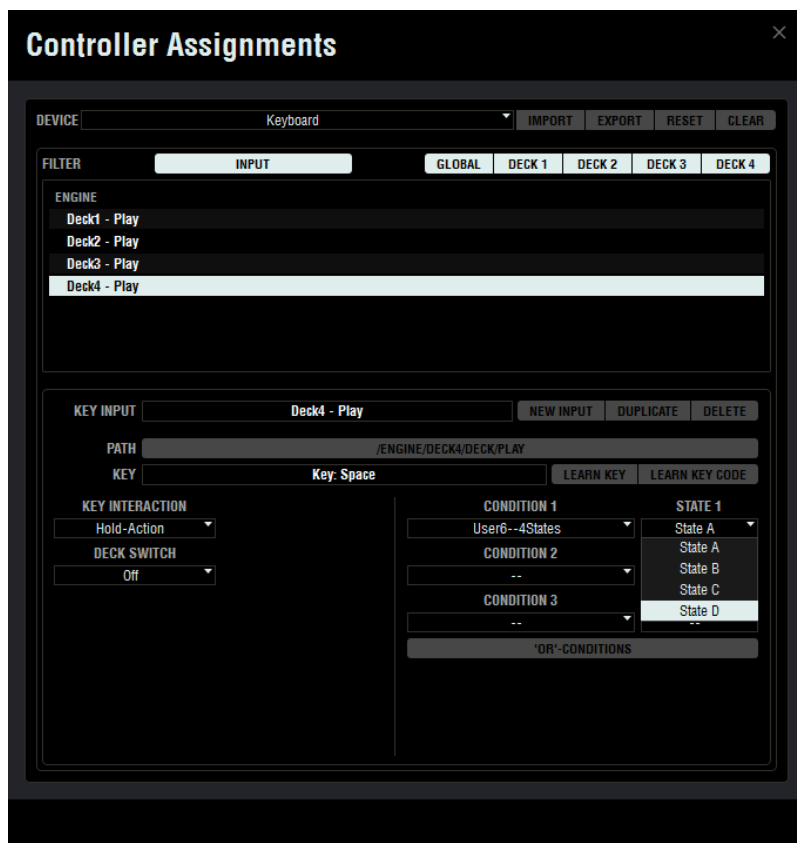 Controller Assignments
DEVICE Keyboard IMPORT EXPORT RESET CLEAR
FILTER INPUT GLOBAL DECK 1 DECK 2 DECK 3 DECK 4
ENGINE
Deck1 - Play
Deck2 - Play
Deck3 - Play
Deck4 - Play
KEY INPUT Deck4 - Play NEW INPUT DUPLICATE DELETE
PATH /ENGINE/DECK4/DECK/PLAY
KEY Key: Space LEARN KEY LEARN KEY CODE
KEY INTERACTION CONDITION 1 STATE 1
Hold-Action User6--4States State A
DECK SWITCH CONDITION 2 State A
Off -- State B
CONDITION 3 State C
State D
-- --
'OR'-CONDITIONS